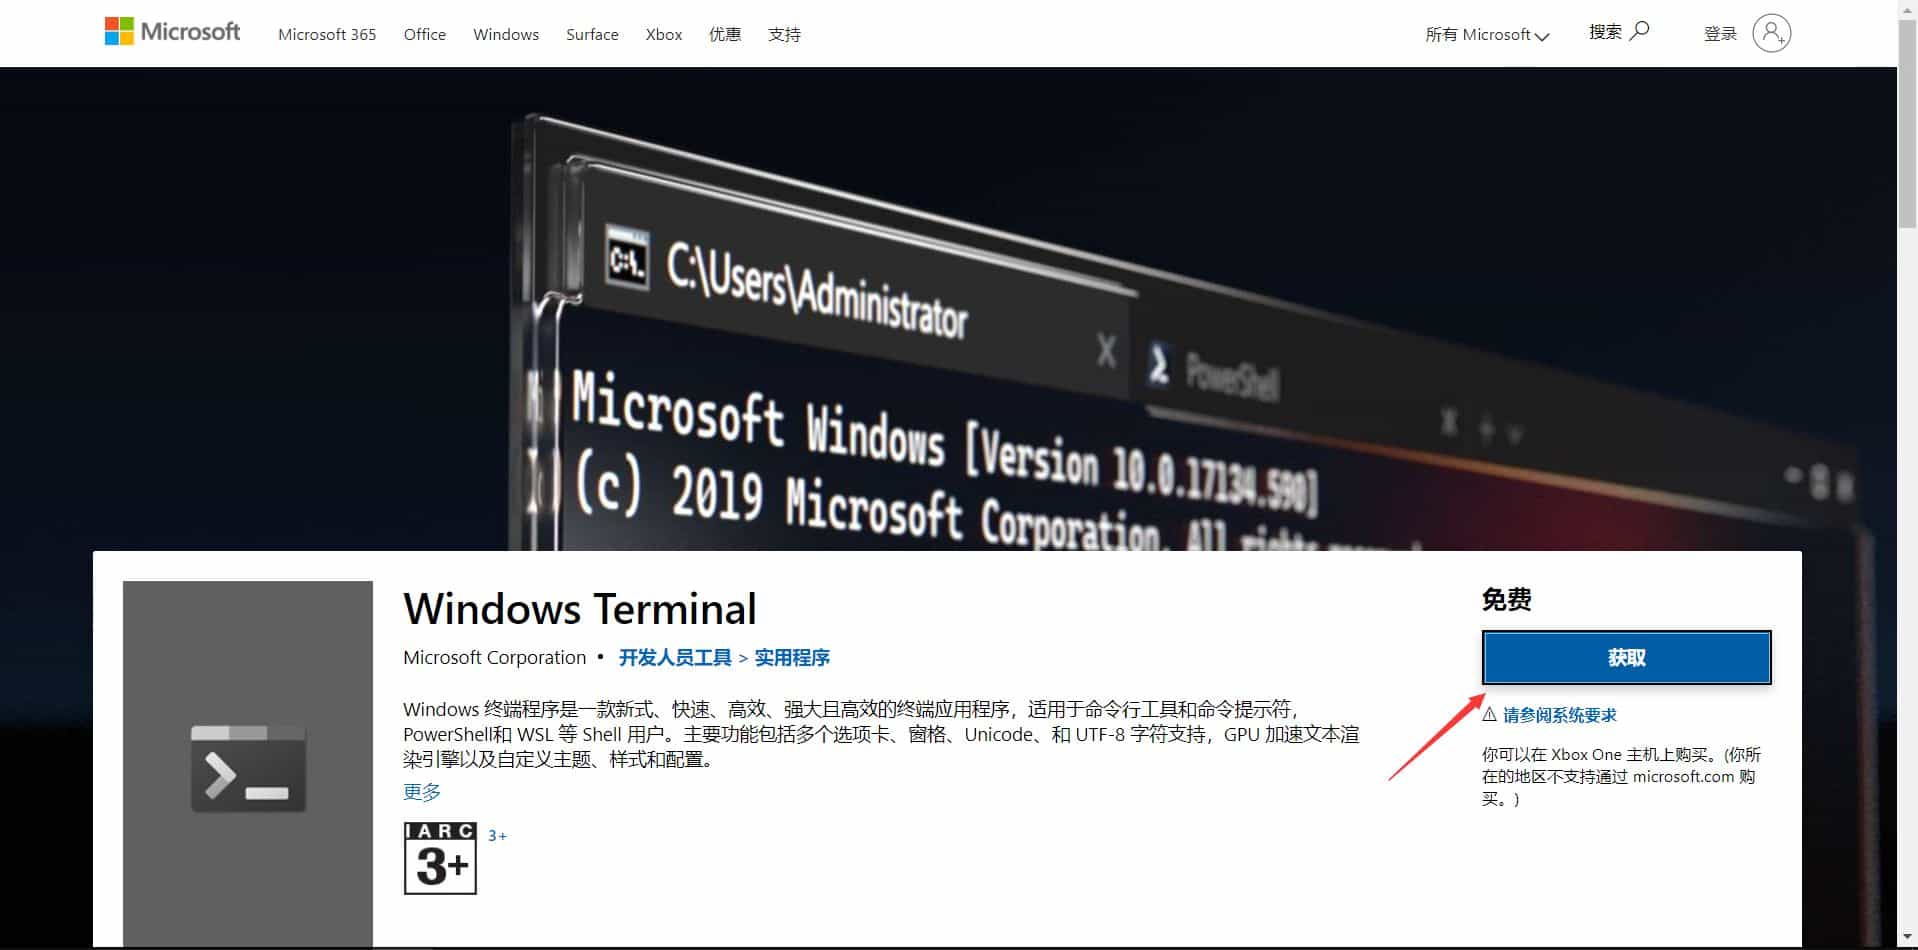 Microsoft
Microsoft 365
Office
Windows
Surface
Xbox
优惠
支持
所有 Microsoft
搜索
登录
C:\Users\Administrator
X
PowerShell
Microsoft Windows [Version 10.0.17134.590]
(c) 2019 Microsoft Corporation. All rights
Windows Terminal
Microsoft Corporation • 开发人员工具 > 实用程序
Windows 终端程序是一款新式、快速、高效、强大且高效的终端应用程序，适用于命令行工具和命令提示符，
PowerShell和 WSL 等 Shell 用户。主要功能包括多个选项卡、窗格、Unicode、和 UTF-8 字符支持，GPU 加速文本渲
染引擎以及自定义主题、样式和配置。
更多
IARC
3+
3+
免费
获取
请参阅系统要求
你可以在 Xbox One 主机上购买。(你所
在的地区不支持通过 microsoft.com 购
买。)